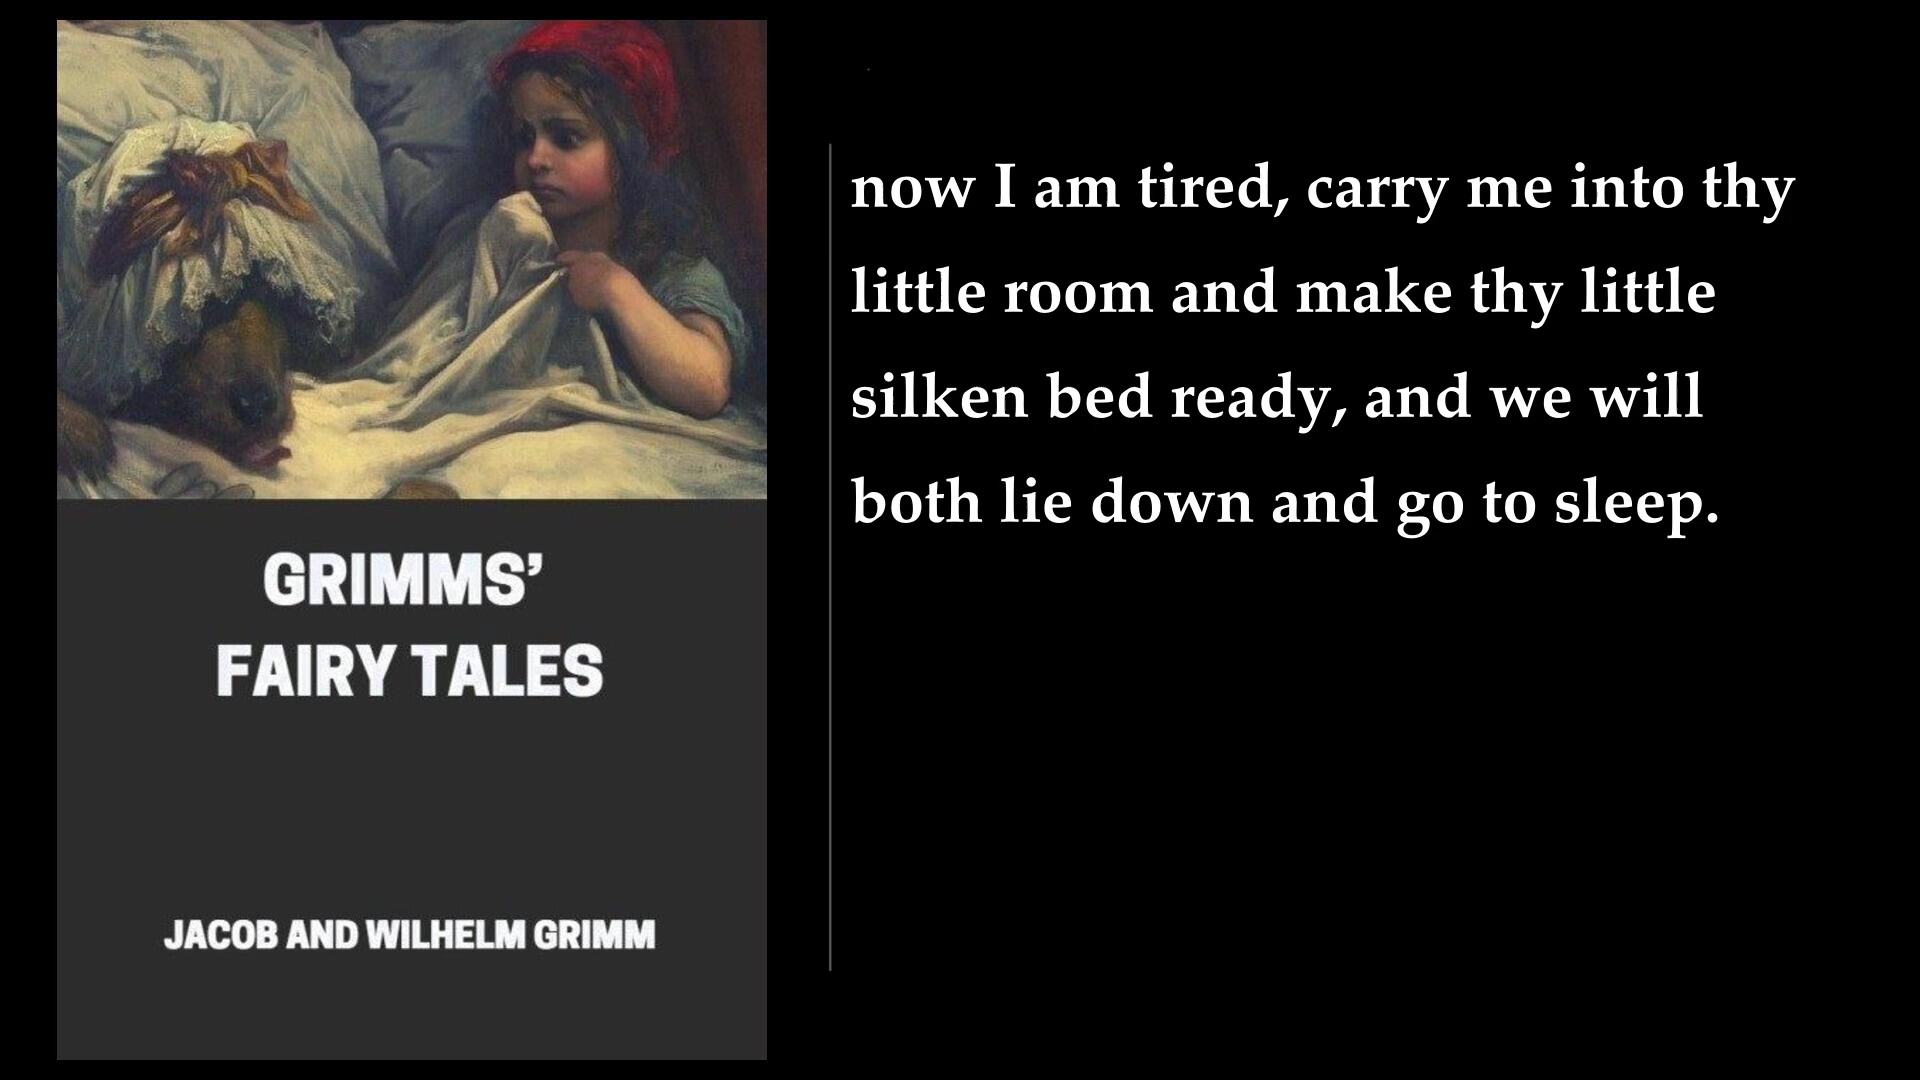 GRIMMS’
FAIRY TALES
JACOB AND WILHELM GRIMM
now I am tired, carry me into thy
little room and make thy little
silken bed ready, and we will
both lie down and go to sleep.